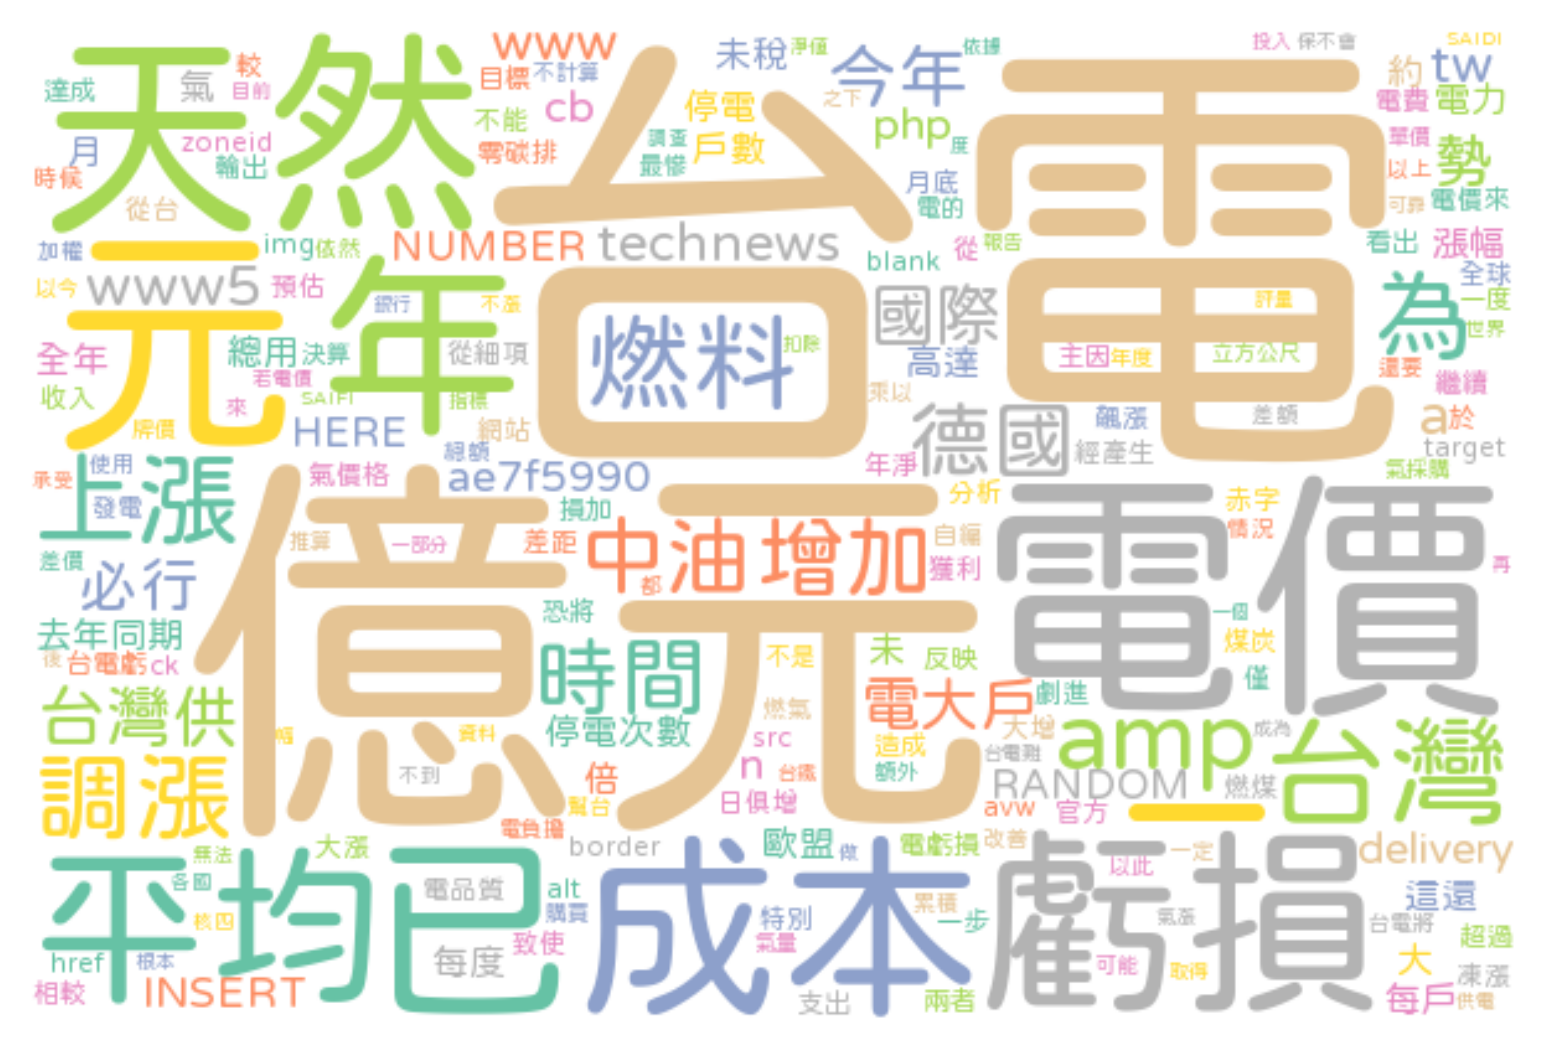 天然 台電 www 未稅 淨值 今年 依據 投入 保不會 SAIDI
達成 氣 較 目前 目標 不計算 cb 停電 之下 php 約 tw
電費 電力 月 zoneid 輸出 不能 零碳排 調查 最慘 戶數 度 單價 勢
時候 從台 月底 電的 以上 可靠 電價來
加權 img 依然 NUMBER technews blank 從 報告 看出 漲幅
以今 www5 預估 年 銀行 不漲 國際 評量 為 全球 一度 世界
元 全年 總用 決算 從細項 燃料 扣除 高達 主因 年度 立方公尺 還要
收入 若電價 來 SAIFI 指標 乘以 繼續
牌價 HERE 網站 總額 德國 飆漲 經產生 差額 a 於 target
承受 使用 上漲 發電 氣價格 ae7f5990 年淨 氣採購
億元 損加 分析 電價 赤字 情況
差價 必行 推算 一部分 差距 中油 增加 都 自編 獲利 再
去年同期 恐將 一個 煤炭
後 台電虧 ck 時間 不是 未 反映 僅
台灣供 幅 資料 停電次數 燃氣 電大戶 劇進 大增 amp 成為 台灣
調漲 不到 倍 src n 台鐵 造成 額外 台電雖 RANDOM 燃煤
幫台 日俱增 avw 官方 一
電負擔
平均 無法 大漲 已 border 成本 歐盟 做 電虧損 改善 虧損 以此 一定 delivery
各國 電品質 alt 購買 特別 累積 一步 氣漲 這還
核四 台電將 超過
href 根本 每度 致使 氣量 可能 取得 大 凍漲
相較 INSERT 支出 兩者 每戶 供電